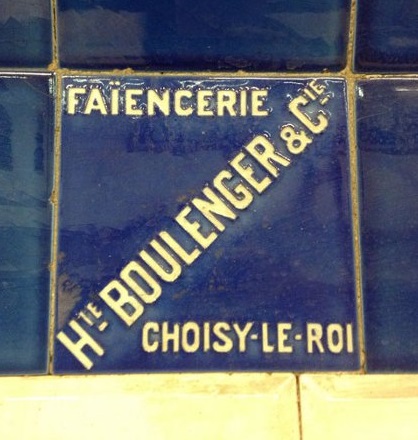 FAÏENCERIE
HTE BOULENGER & CIE
CHOISY-LE-ROI